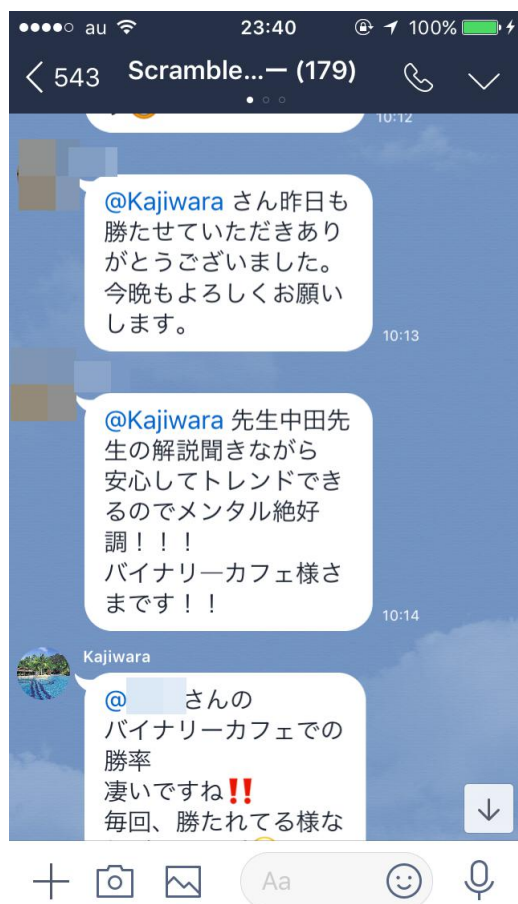 au 23:40 100%
543 Scramble...ー (179)
10:12
@Kajiwara さん昨日も
勝たせていただきあり
がとうございました。
今晩もよろしくお願い
します。
10:13
@Kajiwara 先生中田先
生の解説聞きながら
安心してトレンドでき
るのでメンタル絶好
調！！！
バイナリ―カフェ様さ
まです！！
10:14
Kajiwara
@ さんの
バイナリーカフェでの
勝率
凄いですね‼️
毎回、勝たれてる様な
Aa